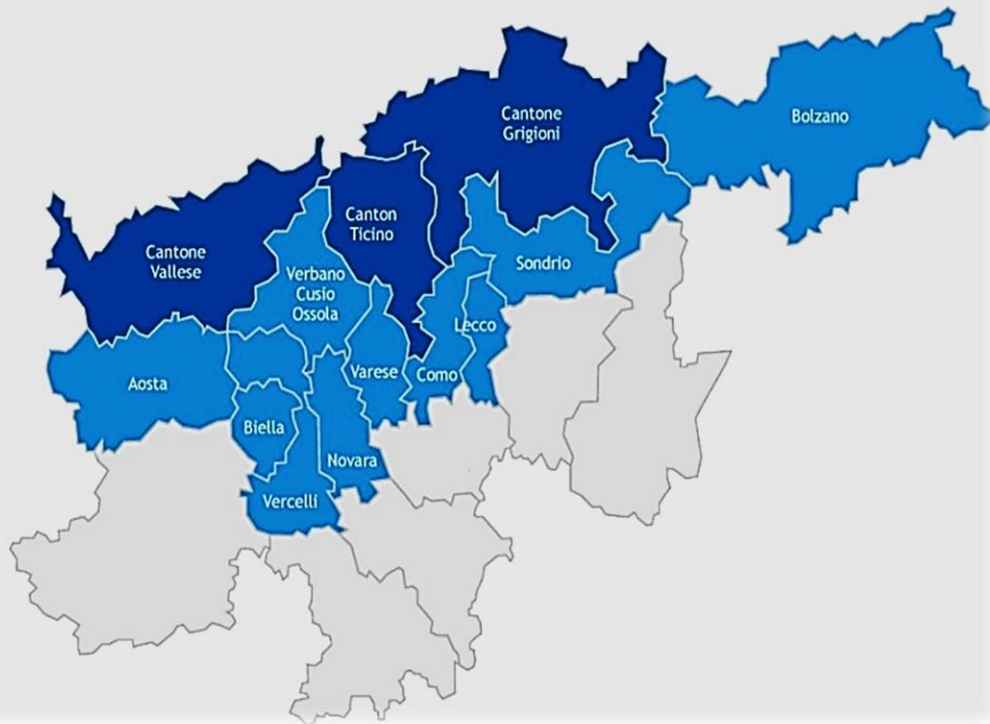 Cantone
Grigioni
Bolzano
Canton
Ticino
Cantone
Vallese
Sondrio
Verbano
Cusio
Ossola
Lecco
Varese
Como
Aosta
Biella
Novara
Vercelli